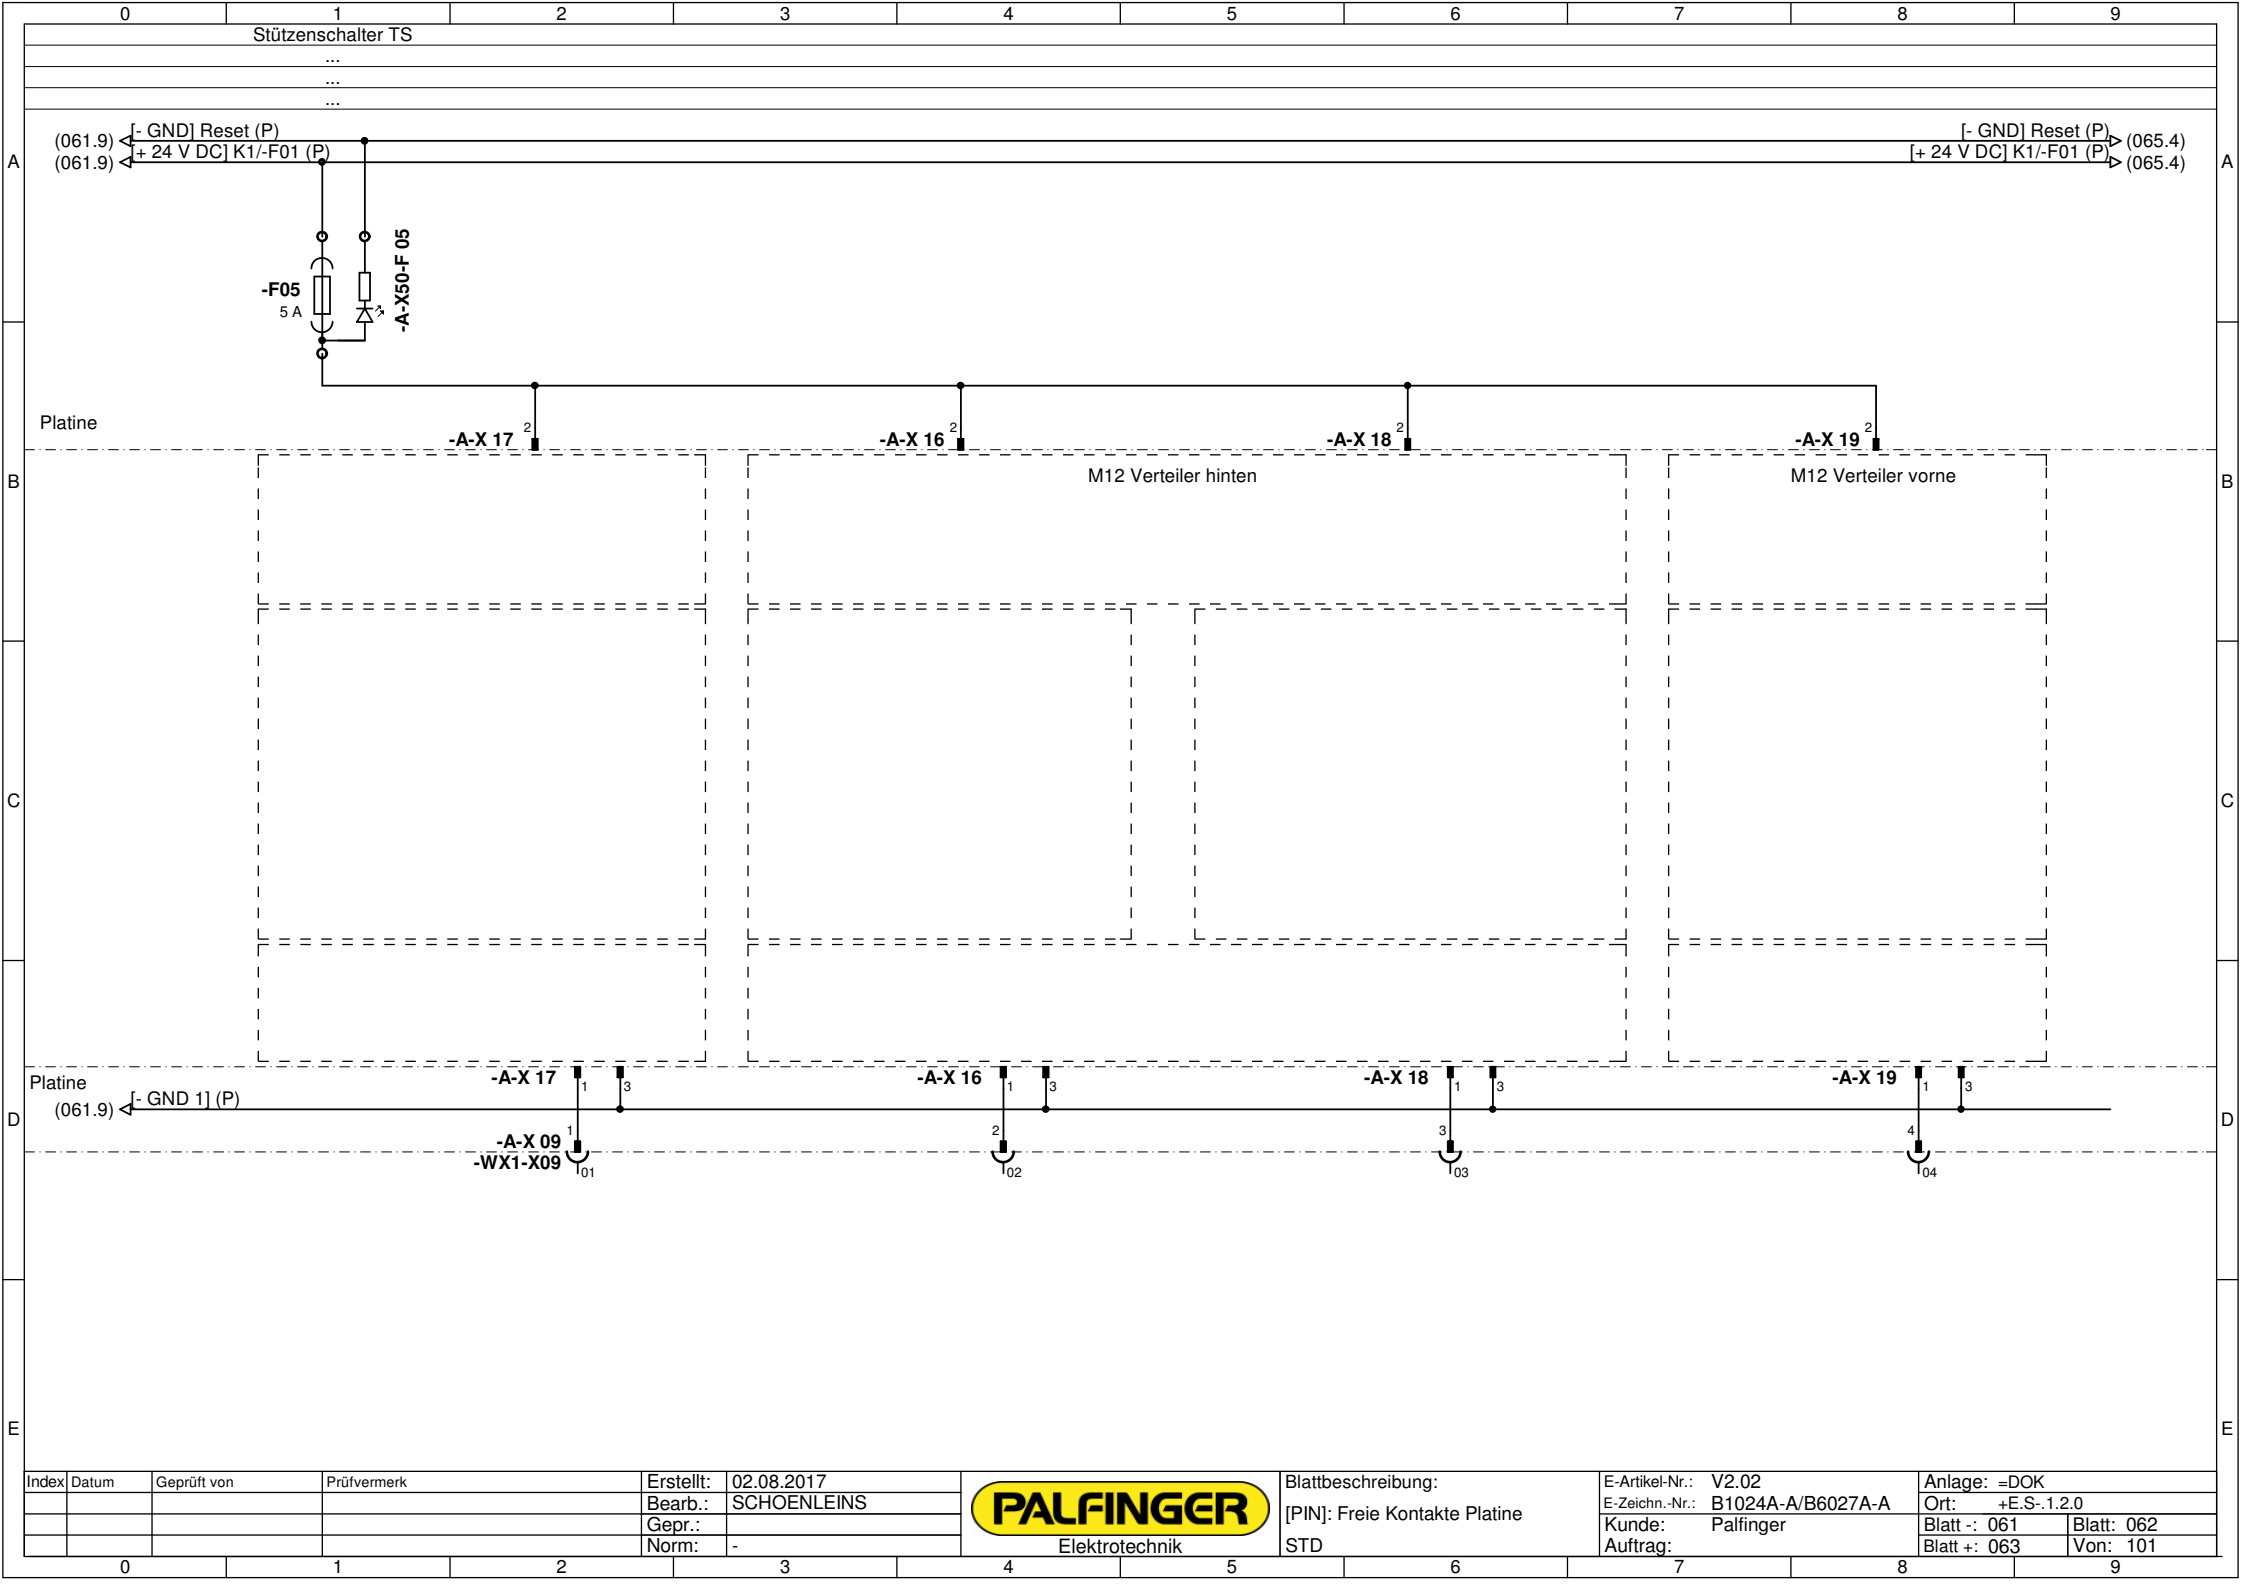 0 1 2 3 4 5 6 7 8 9
Stützenschalter TS
...
...
...
(061.9) [- GND] Reset (P) [- GND] Reset (P) (065.4)
A (061.9) [+ 24 V DC] K1/-F01 (P) [+ 24 V DC] K1/-F01 (P) (065.4) A
-A-X50-F 05
-F05
5 A
Platine
-A-X 17 2 -A-X 16 2 -A-X 18 2 -A-X 19 2
B M12 Verteiler hinten M12 Verteiler vorne B
C C
-A-X 17 1 3 -A-X 16 1 3 -A-X 18 1 3 -A-X 19 1 3
Platine
D (061.9) [- GND 1] (P) D
-A-X 09 1 2 3 4
-WX1-X09 01 02 03 04
E E
Index Datum Geprüft von Prüfvermerk
Erstellt: 02.08.2017
Bearb.: SCHOENLEINS
Gepr.:
Norm: -
PALFINGER
Elektrotechnik
Blattbeschreibung:
[PIN]: Freie Kontakte Platine
STD
E-Artikel-Nr.: V2.02
E-Zeichn.-Nr.: B1024A-A/B6027A-A
Kunde: Palfinger
Auftrag:
Anlage: =DOK
Ort: +E.S-.1.2.0
Blatt -: 061 Blatt: 062
Blatt +: 063 Von: 101
0 1 2 3 4 5 6 7 8 9